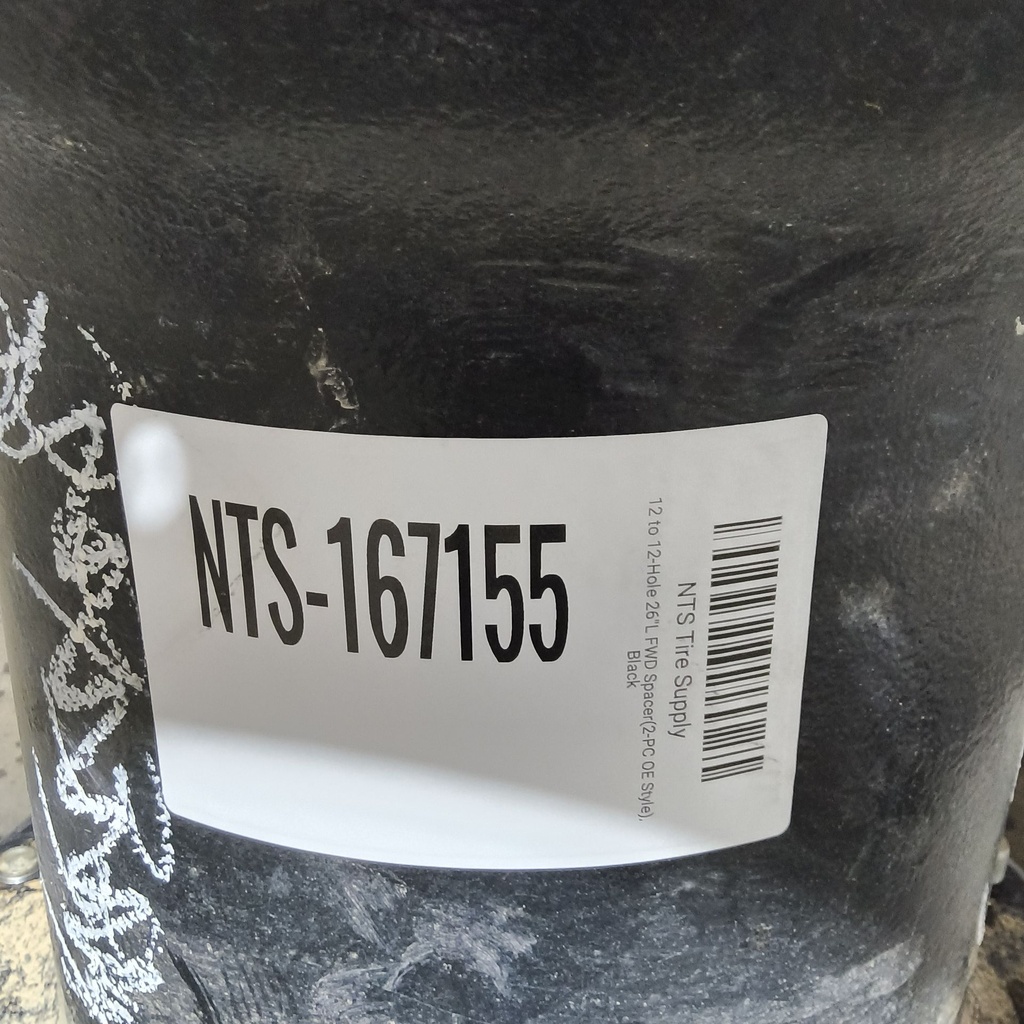 NTS-167155
NTS Tire Supply
12 to 12-Hole 26"L FWD Spacer(2-PC OE Style),
Black